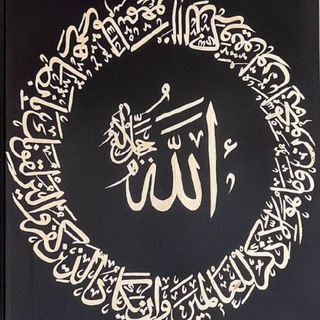 الله
جل جلاله
وإن يكاد الذين كفروا ليزلقونك بأبصارهم لما سمعوا الذكر ويقولون إنه لمجنون وما هو إلا ذكر للعالمين